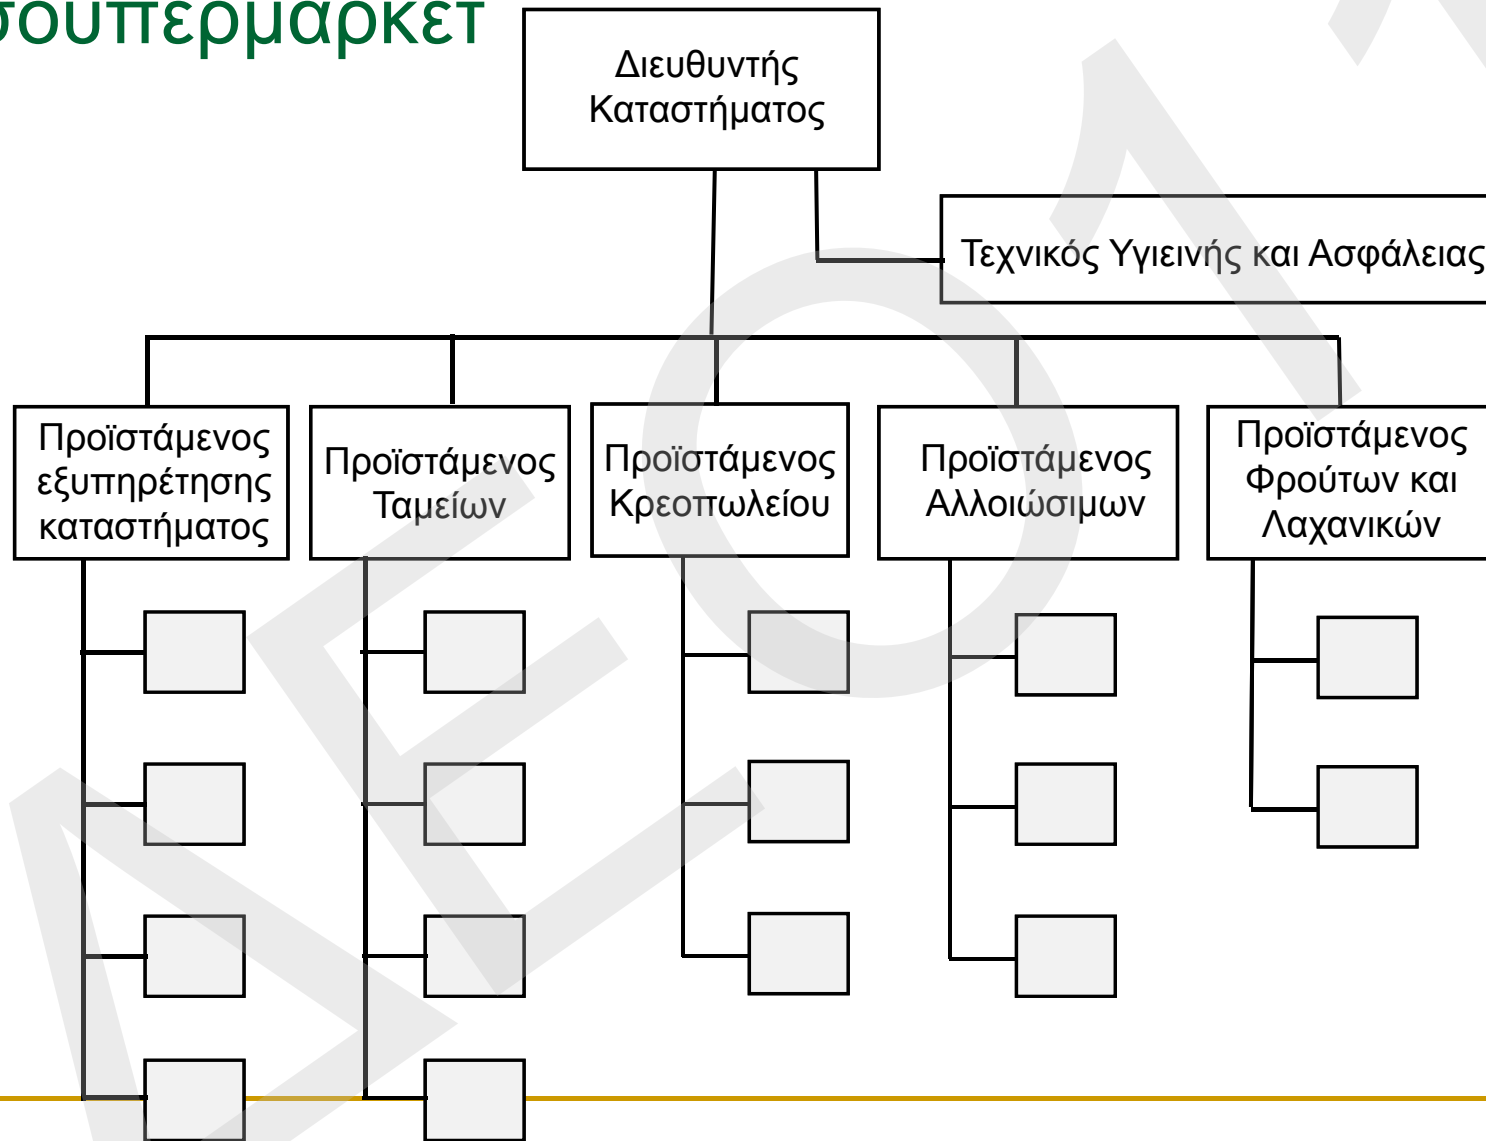 σουπερμάρκετ
Διευθυντής
Καταστήματος
Τεχνικός Υγιεινής και Ασφάλειας
Προϊστάμενος
εξυπηρέτησης
καταστήματος
Προϊστάμενος
Ταμείων
Προϊστάμενος
Κρεοπωλείου
Προϊστάμενος
Αλλοιώσιμων
Προϊστάμενος
Φρούτων και
Λαχανικών
ΔΕΟ11